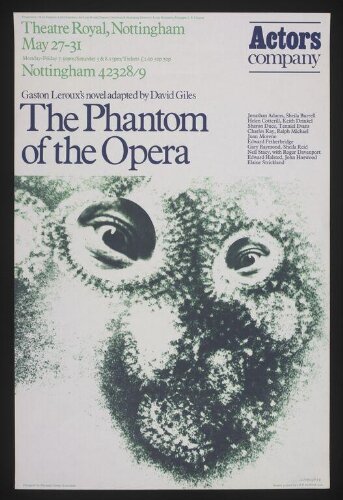 Theatre Royal, Nottingham
May 27-31
Nottingham 42328/9
Actors
company
Gaston Leroux's novel adapted by David Giles
The Phantom
of the Opera
Jonathan Adams, Sheila Burrell
Helen Cotterill, Keith Drinkel
Sharon Duce, Tenniel Evans
Charles Kay, Ralph Michael
Juan Moreno
Edward Petherbridge
Gary Raymond, Sheila Reid
Neil Stacy, with Roger Davenport
Edward Halsted, John Harwood
Elaine Strickland